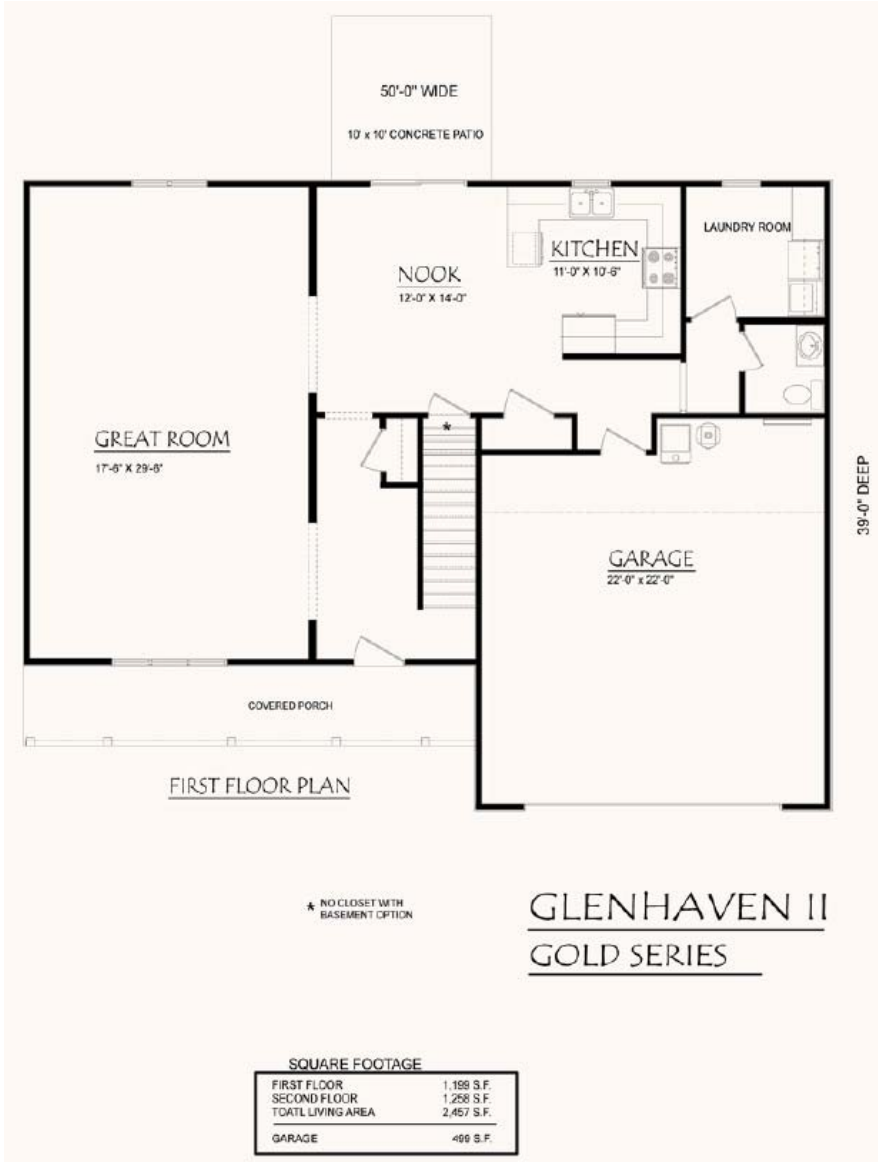 50'-0" WIDE
10' x 10' CONCRETE PATIO
LAUNDRY ROOM
KITCHEN
11'-0" X 10'-6"
NOOK
12'-0" X 14'-0"
*
GREAT ROOM
17'-6" X 29'-6"
39'-0" DEEP
GARAGE
22'-0" x 22'-0"
COVERED PORCH
FIRST FLOOR PLAN
* NO CLOSET WITH
BASEMENT OPTION
GLENHAVEN II
GOLD SERIES
SQUARE FOOTAGE
FIRST FLOOR 1,199 S.F.
SECOND FLOOR 1,258 S.F.
TOATL LIVING AREA 2,457 S.F.
GARAGE 499 S.F.